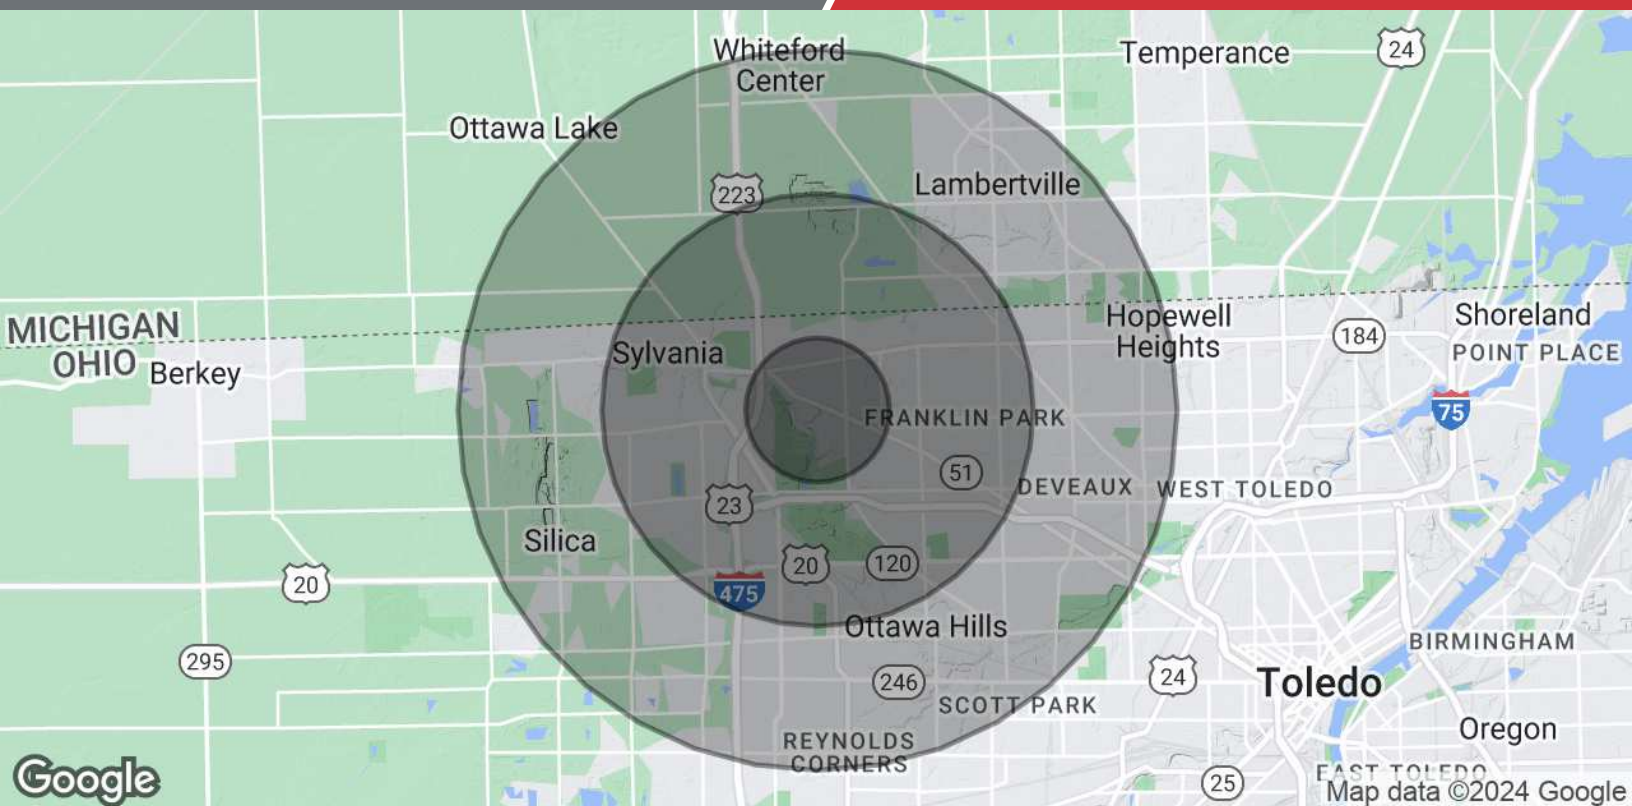 Whiteford
Center
Temperance
24
Ottawa Lake
223
Lambertville
MICHIGAN
OHIO
Berkey
Sylvania
Hopewell
Heights
184
Shoreland
POINT PLACE
FRANKLIN PARK
75
51
DEVEAUX
WEST TOLEDO
23
Silica
20
20
120
475
Ottawa Hills
295
246
SCOTT PARK
24
Toledo
BIRMINGHAM
Oregon
REYNOLDS
CORNERS
25
EAST TOLEDO
Google
Map data ©2024 Google